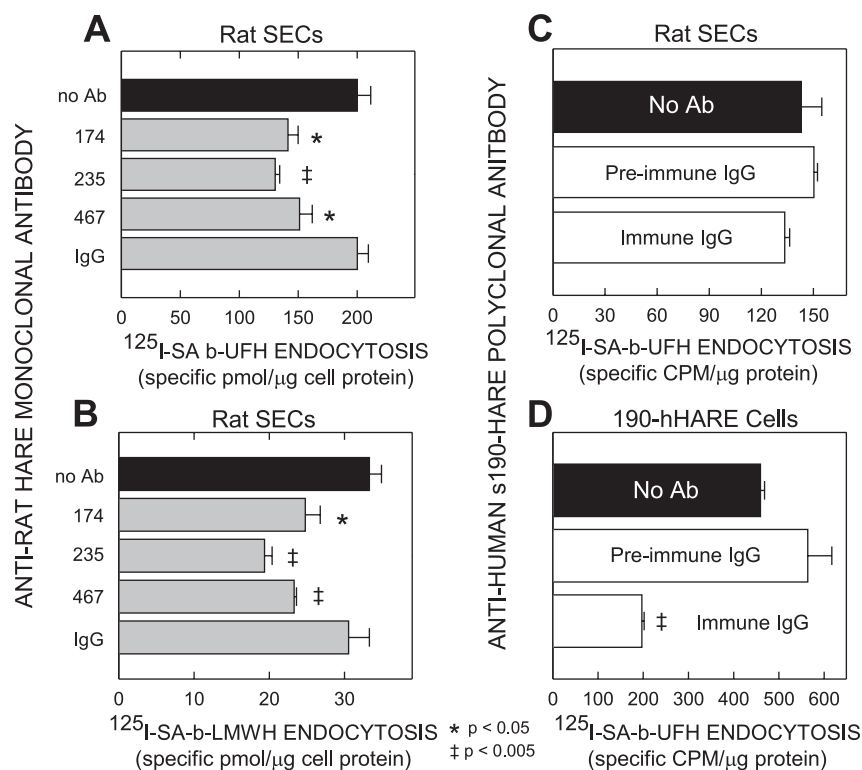 ANTI-RAT HARE MONOCLONAL ANTIBODY
A
Rat SECs
no Ab
174
*
235
‡
467
*
IgG
0 50 100 150 200
125I-SA b-UFH ENDOCYTOSIS
(specific pmol/μg cell protein)
B
Rat SECs
no Ab
174
*
235
‡
467
‡
IgG
0 10 20 30
125I-SA-b-LMWH ENDOCYTOSIS
(specific pmol/μg cell protein)
* p < 0.05
‡ p < 0.005
ANTI-HUMAN s190-HARE POLYCLONAL ANITBODY
C
Rat SECs
No Ab
Pre-immune IgG
Immune IgG
0 30 60 90 120 150
125I-SA-b-UFH ENDOCYTOSIS
(specific CPM/μg protein)
D
190-hHARE Cells
No Ab
Pre-immune IgG
‡ Immune IgG
0 100 200 300 400 500 600
125I-SA-b-UFH ENDOCYTOSIS
(specific CPM/μg protein)